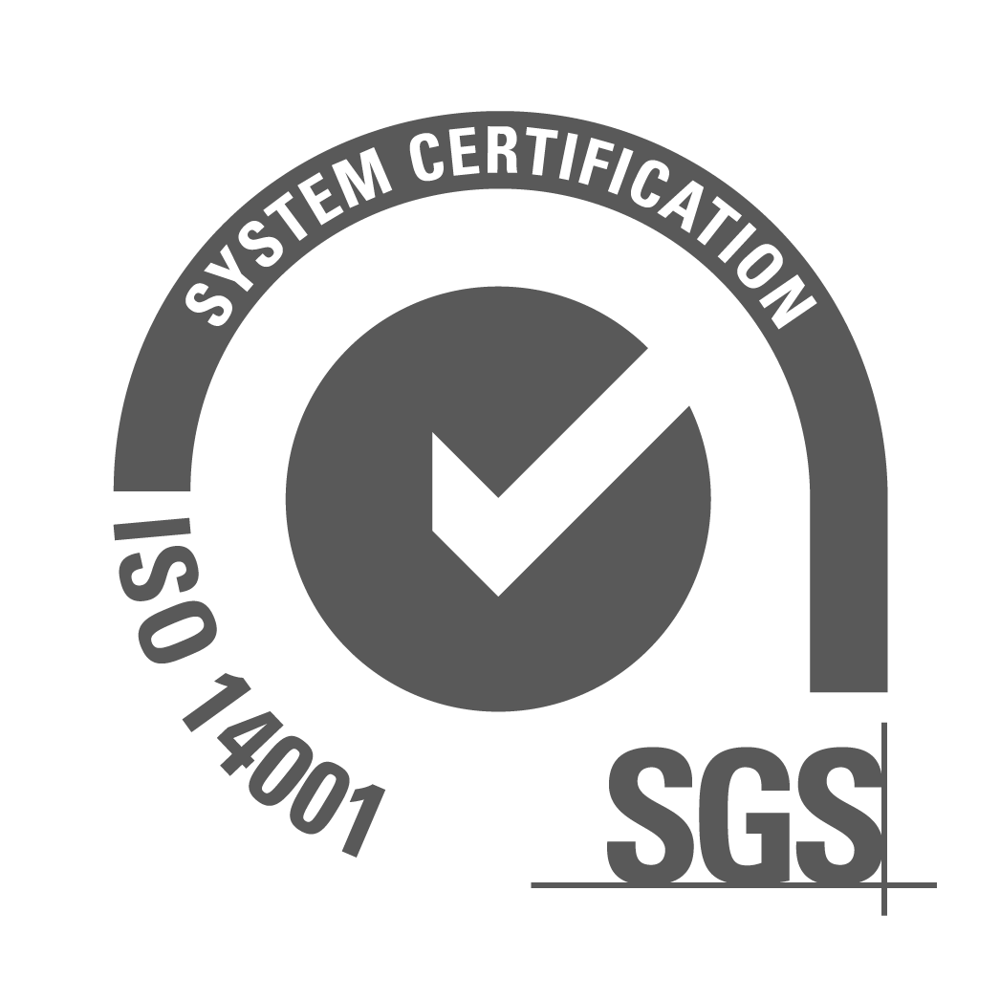 SYSTEM CERTIFICATION
ISO 14001
SGS